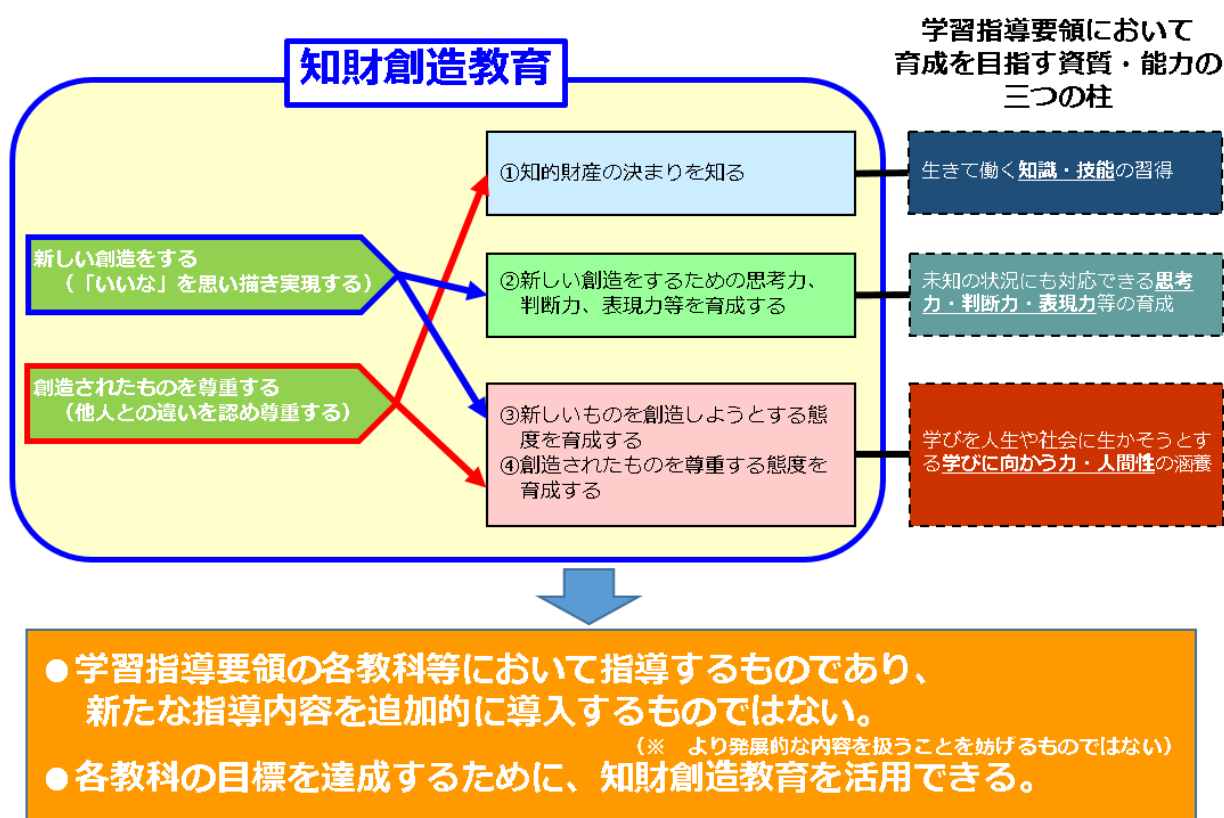 知財創造教育
学習指導要領において
育成を目指す資質・能力の
三つの柱
①知的財産の決まりを知る
生きて働く知識・技能の習得
新しい創造をする
（「いいな」を思い描き実現する）
②新しい創造をするための思考力、
判断力、表現力等を育成する
未知の状況にも対応できる思考
力・判断力・表現力等の育成
創造されたものを尊重する
（他人との違いを認め尊重する）
③新しいものを創造しようとする態
度を育成する
④創造されたものを尊重する態度を
育成する
学びを人生や社会に生かそうとす
る学びに向かう力・人間性の涵養
●学習指導要領の各教科等において指導するものであり、
新たな指導内容を追加的に導入するものではない。
（※　より発展的な内容を扱うことを妨げるものではない）
●各教科の目標を達成するために、知財創造教育を活用できる。